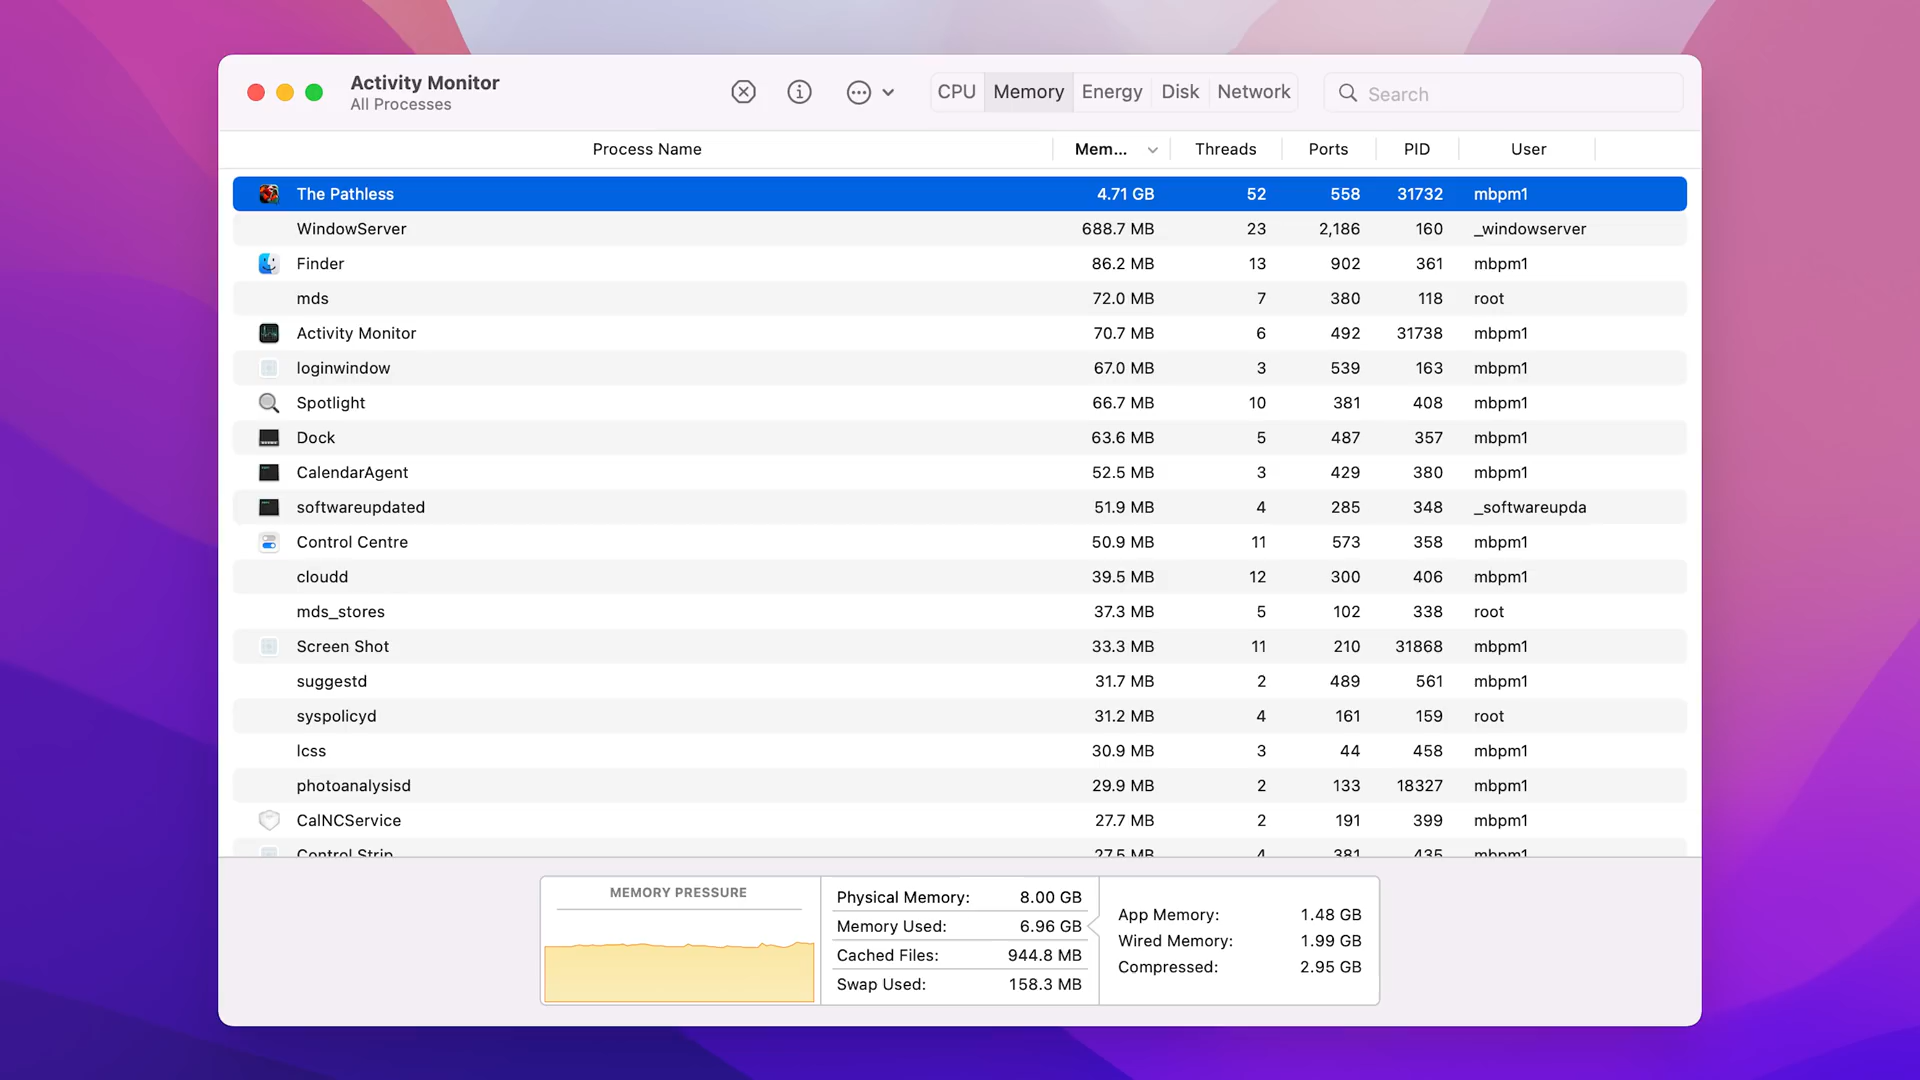 Activity Monitor
All Processes
CPU Memory Energy Disk Network Search
Process Name Mem... Threads Ports PID User
The Pathless 4.71 GB 52 558 31732 mbpm1
WindowServer 688.7 MB 23 2,186 160 _windowserver
Finder 86.2 MB 13 902 361 mbpm1
mds 72.0 MB 7 380 118 root
Activity Monitor 70.7 MB 6 492 31738 mbpm1
loginwindow 67.0 MB 3 539 163 mbpm1
Spotlight 66.7 MB 10 381 408 mbpm1
Dock 63.6 MB 5 487 357 mbpm1
CalendarAgent 52.5 MB 3 429 380 mbpm1
softwareupdated 51.9 MB 4 285 348 _softwareupda
Control Centre 50.9 MB 11 573 358 mbpm1
cloudd 39.5 MB 12 300 406 mbpm1
mds_stores 37.3 MB 5 102 338 root
Screen Shot 33.3 MB 11 210 31868 mbpm1
suggestd 31.7 MB 2 489 561 mbpm1
syspolicyd 31.2 MB 4 161 159 root
lcss 30.9 MB 3 44 458 mbpm1
photoanalysisd 29.9 MB 2 133 18327 mbpm1
CalNCService 27.7 MB 2 191 399 mbpm1
Control Strip 27.5 MB 4 381 435 mbpm1
MEMORY PRESSURE
Physical Memory: 8.00 GB
Memory Used: 6.96 GB
Cached Files: 944.8 MB
Swap Used: 158.3 MB
App Memory: 1.48 GB
Wired Memory: 1.99 GB
Compressed: 2.95 GB